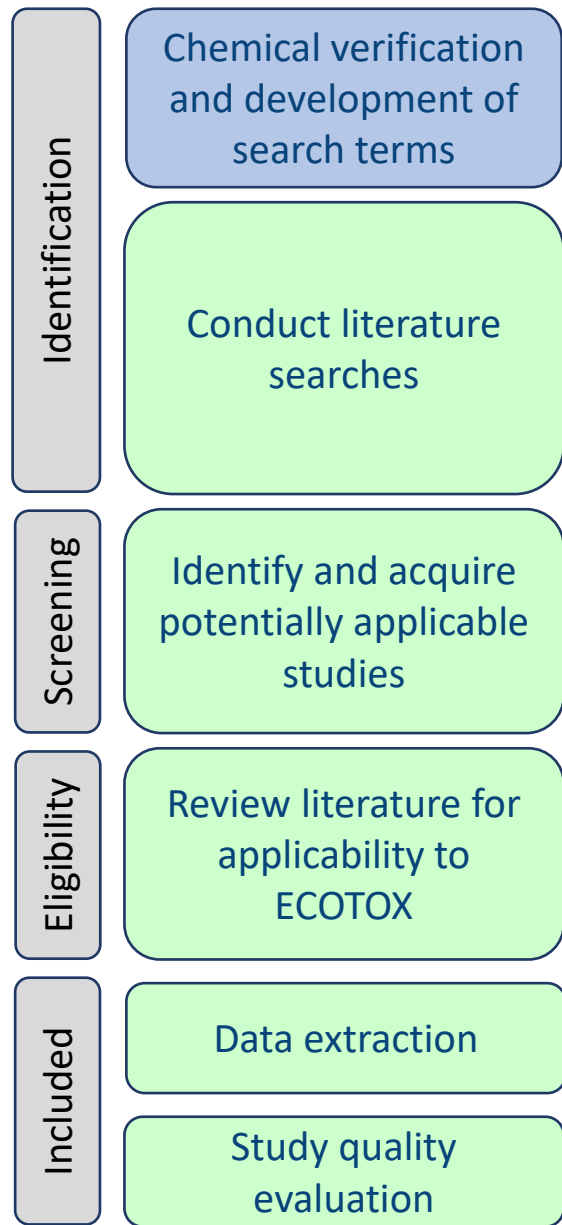 Identification
Chemical verification
and development of
search terms
Conduct literature
searches
Screening
Identify and acquire
potentially applicable
studies
Eligibility
Review literature for
applicability to
ECOTOX
Included
Data extraction
Study quality
evaluation